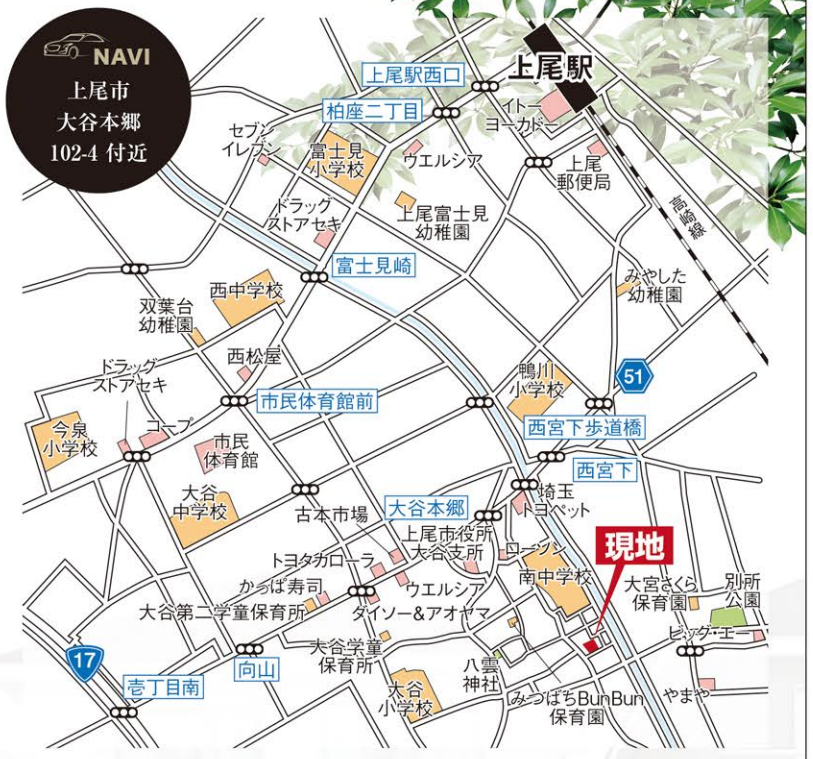 NAVI
上尾市
大谷本郷
102-4 付近
上尾駅西口
上尾駅
柏座二丁目
イトー
ヨーカドー
セブン
イレブン
富士見
小学校
ウエルシア
上尾
郵便局
ドラッグ
ストアセキ
上尾富士見
幼稚園
高崎線
富士見崎
みやした
幼稚園
西中学校
双葉台
幼稚園
西松屋
ドラッグ
ストアセキ
鴨川
小学校
51
市民体育館前
今泉
小学校
コープ
市民
体育館
西宮下歩道橋
西宮下
大谷
中学校
古本市場
大谷本郷
埼玉
トヨペット
上尾市役所
大谷支所
ローソン
現地
トヨタカローラ
南中学校
かっぱ寿司
ウエルシア
大宮さくら
保育園
別所
公園
大谷第二学童保育所
ダイソー&アオヤマ
ビッグ・エー
17
向山
大谷学童
保育所
八雲
神社
壱丁目南
大谷
小学校
みつばちBunBun
保育園
やまや